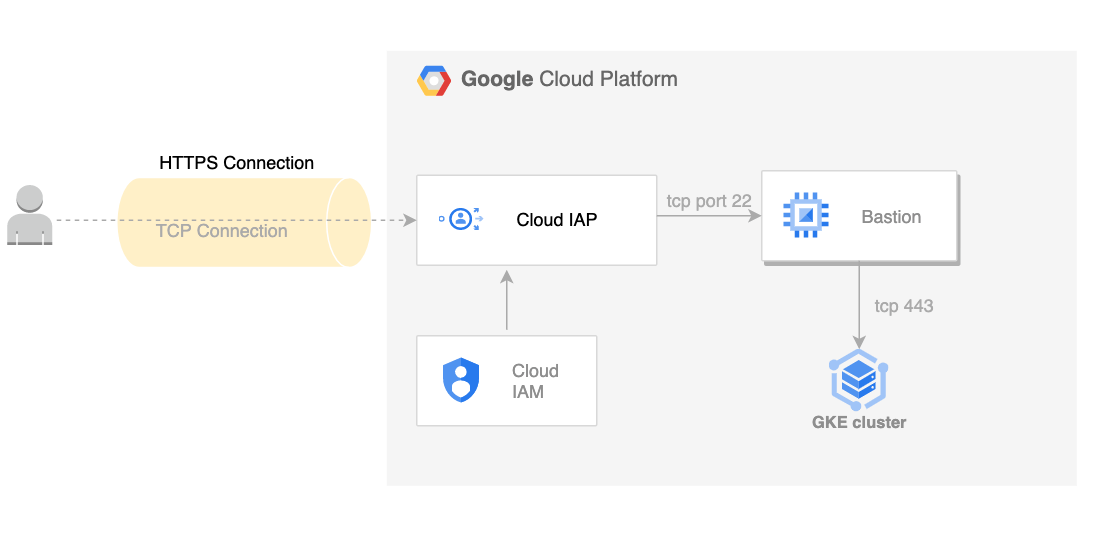 Google Cloud Platform
HTTPS Connection
TCP Connection
Cloud IAP
tcp port 22
Bastion
tcp 443
Cloud
IAM
GKE cluster